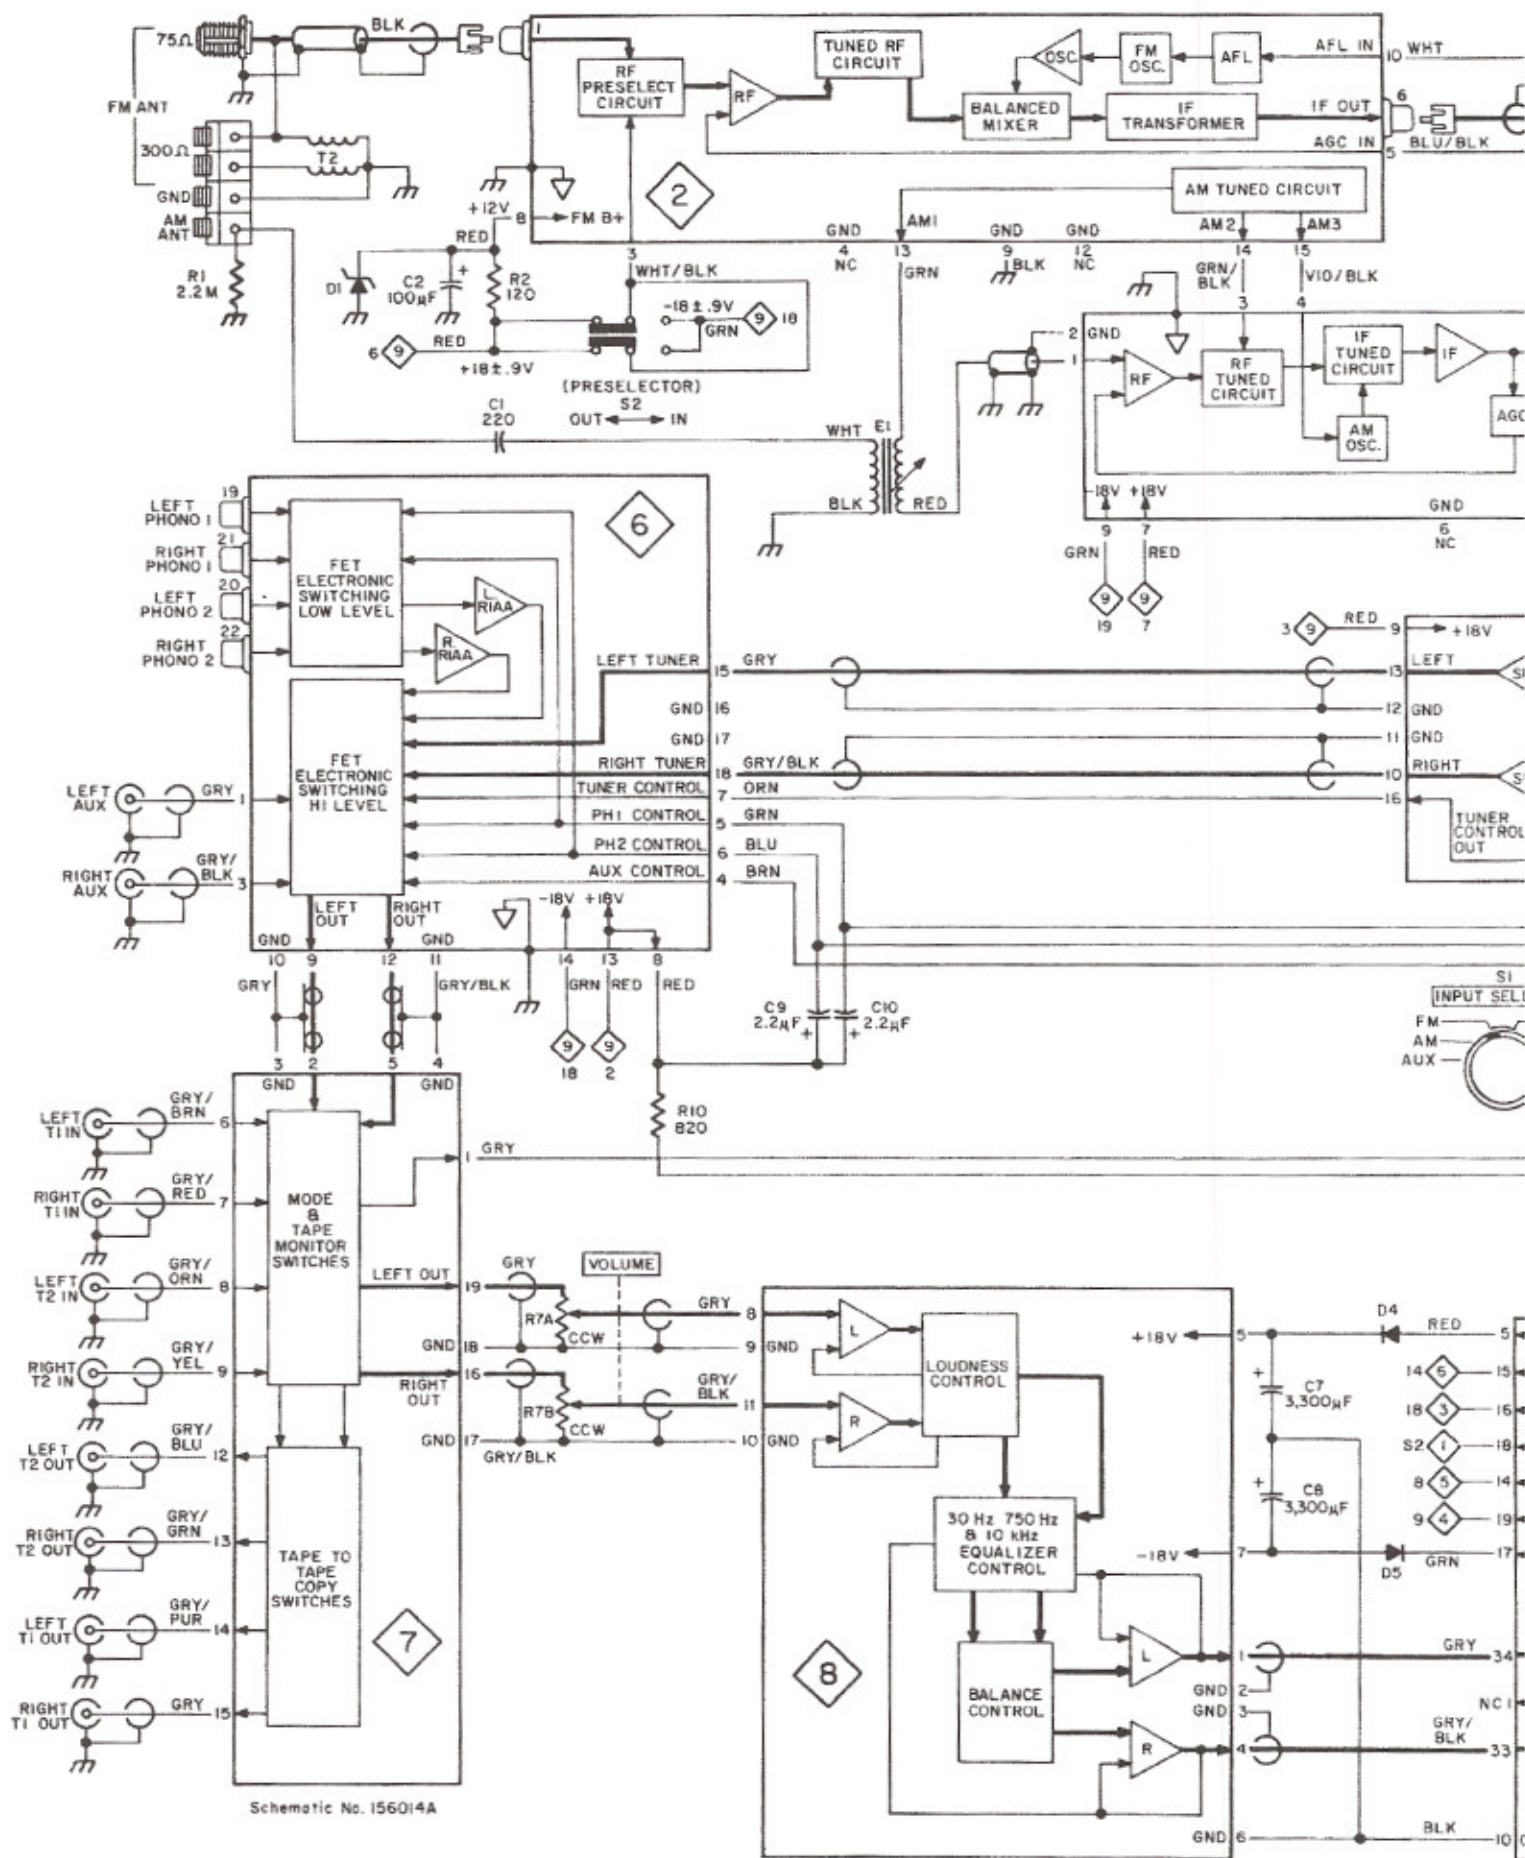 75Ω
BLK
1
FM ANT
300Ω
T2
GND
AM
ANT
R1
2.2M
RF
PRESELECT
CIRCUIT
RF
TUNED RF
CIRCUIT
OSC.
FM
OSC.
AFL
AFL IN
10 WHT
BALANCED
MIXER
IF
TRANSFORMER
IF OUT
6
AGC IN
5 BLU/BLK
2
AM TUNED CIRCUIT
AM1
AM2
AM3
+12V
8
FM B+
RED
D1
C2
100µF
R2
120
3
WHT/BLK
GND
4
NC
13
GRN
GND
9
BLK
GND
12
NC
14
15
GRN/
BLK
VIO/BLK
3
4
-18±.9V
GRN
9 18
6 9
RED
+18±.9V
(PRESELECTOR)
S2
OUT IN
C1
220
WHT
E1
BLK
RED
2 GND
1
RF
RF
TUNED
CIRCUIT
IF
TUNED
CIRCUIT
IF
AM
OSC.
AGC
-18V +18V
9 7
GRN RED
9 9
19 7
GND
6
NC
LEFT
PHONO 1
19
RIGHT
PHONO 1
21
LEFT
PHONO 2
20
RIGHT
PHONO 2
22
FET
ELECTRONIC
SWITCHING
LOW LEVEL
L
RIAA
R
RIAA
6
LEFT TUNER
15 GRY
GND 16
GND 17
RIGHT TUNER
18 GRY/BLK
TUNER CONTROL
7 ORN
PH1 CONTROL
5 GRN
PH2 CONTROL
6 BLU
AUX CONTROL
4 BRN
FET
ELECTRONIC
SWITCHING
HI LEVEL
LEFT
AUX
GRY
1
RIGHT
AUX
GRY/
BLK
3
3 9
RED
9
+18V
13 LEFT
12 GND
11 GND
10 RIGHT
16
TUNER
CONTROL
OUT
LEFT
OUT
RIGHT
OUT
GND
GND
10 9 12 11
GRY
GRY/BLK
-18V +18V
14 13 8
GRN RED RED
9 9
18 2
C9
2.2µF
C10
2.2µF
R10
820
S1
INPUT SEL
FM
AM
AUX
3 2 5 4
GND
GND
LEFT
T1 IN
GRY/
BRN
6
RIGHT
T1 IN
GRY/
RED
7
LEFT
T2 IN
GRY/
ORN
8
RIGHT
T2 IN
GRY/
YEL
9
LEFT
T2 OUT
GRY/
BLU
12
RIGHT
T2 OUT
GRY/
GRN
13
LEFT
T1 OUT
GRY/
PUR
14
RIGHT
T1 OUT
GRY
15
MODE
&
TAPE
MONITOR
SWITCHES
1 GRY
LEFT OUT
19
GND 18
16
RIGHT
OUT
GND 17
GRY/BLK
TAPE TO
TAPE
COPY
SWITCHES
7
GRY
R7A
CCW
R7B
CCW
VOLUME
GRY
8
9 GND
GRY/
BLK
11
10 GND
L
R
LOUDNESS
CONTROL
30 Hz 750 Hz
& 10 kHz
EQUALIZER
CONTROL
BALANCE
CONTROL
8
L
R
+18V
5
-18V
7
1
GND 2
GND 3
4
GND 6
C7
3,300µF
C8
3,300µF
D4
RED
5
14 6 15
18 3 16
S2 1 18
8 5 14
9 4 19
D5
GRN
17
GRY
34
NC 1
GRY/
BLK
33
BLK
10
Schematic No. 156014A